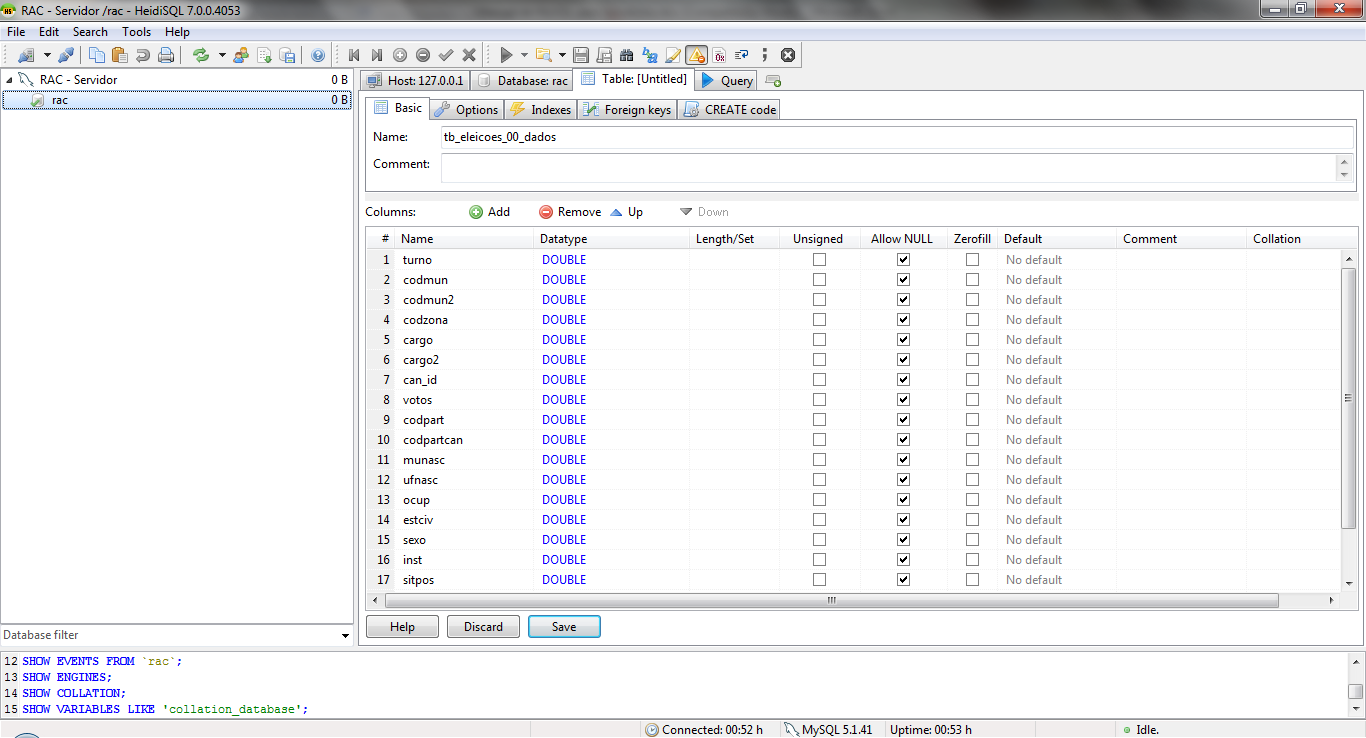 RAC - Servidor /rac - HeidiSQL 7.0.0.4053
File Edit Search Tools Help
RAC - Servidor 0 B
rac 0 B
Host: 127.0.0.1 Database: rac Table: [Untitled] Query
Basic Options Indexes Foreign keys CREATE code
Name: tb_eleicoes_00_dados
Comment:
Columns: Add Remove Up Down
# Name Datatype Length/Set Unsigned Allow NULL Zerofill Default Comment Collation
1 turno DOUBLE No default
2 codmun DOUBLE No default
3 codmun2 DOUBLE No default
4 codzona DOUBLE No default
5 cargo DOUBLE No default
6 cargo2 DOUBLE No default
7 can_id DOUBLE No default
8 votos DOUBLE No default
9 codpart DOUBLE No default
10 codpartcan DOUBLE No default
11 munasc DOUBLE No default
12 ufnasc DOUBLE No default
13 ocup DOUBLE No default
14 estciv DOUBLE No default
15 sexo DOUBLE No default
16 inst DOUBLE No default
17 sitpos DOUBLE No default
Help Discard Save
Database filter
12 SHOW EVENTS FROM `rac`;
13 SHOW ENGINES;
14 SHOW COLLATION;
15 SHOW VARIABLES LIKE 'collation_database';
Connected: 00:52 h MySQL 5.1.41 Uptime: 00:53 h Idle.